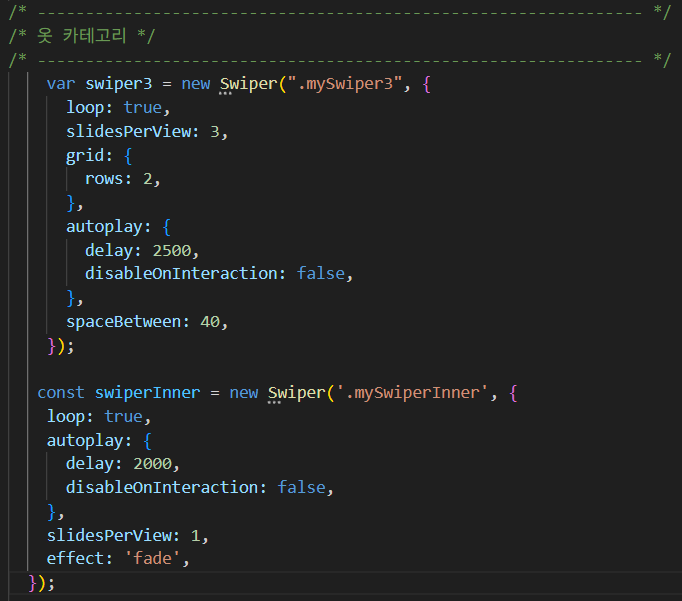 /* --------------------------------------------------------------- */
/* 옷 카테고리 */
/* --------------------------------------------------------------- */
var swiper3 = new Swiper(".mySwiper3", {
loop: true,
slidesPerView: 3,
grid: {
rows: 2,
},
autoplay: {
delay: 2500,
disableOnInteraction: false,
},
spaceBetween: 40,
});
const swiperInner = new Swiper('.mySwiperInner', {
loop: true,
autoplay: {
delay: 2000,
disableOnInteraction: false,
},
slidesPerView: 1,
effect: 'fade',
});